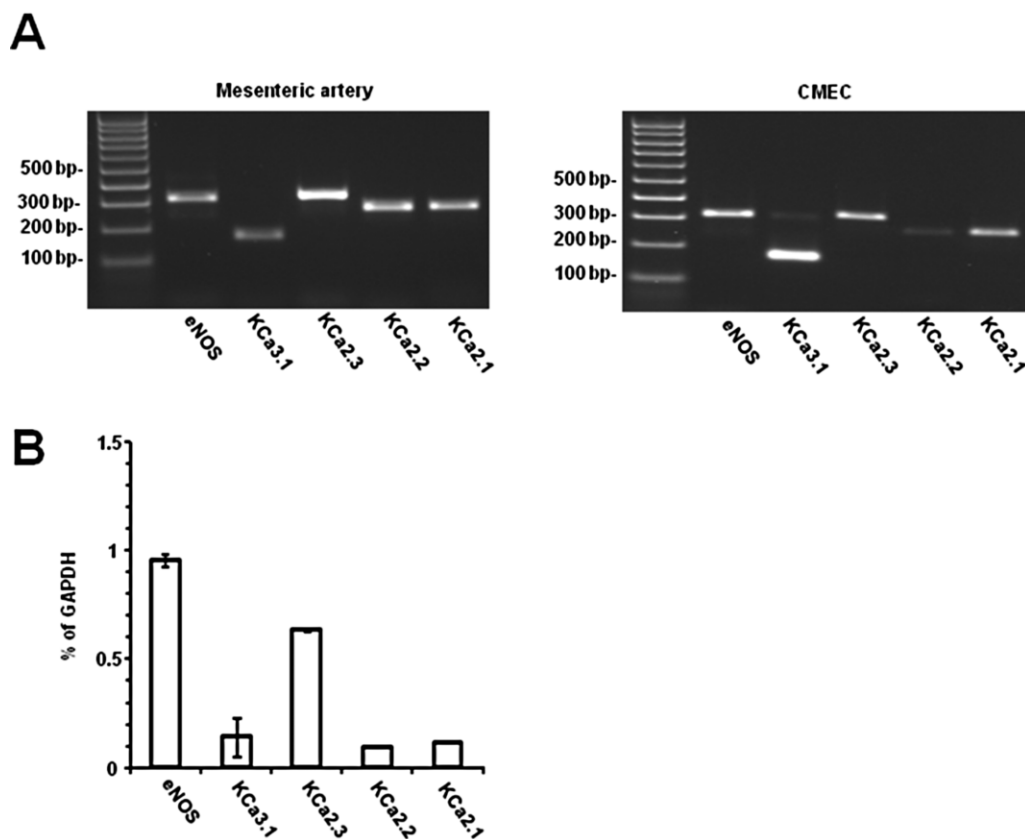 A
Mesenteric artery
500 bp-
300 bp-
200 bp-
100 bp-
eNOS
KCa3.1
KCa2.3
KCa2.2
KCa2.1
CMEC
500 bp-
300 bp-
200 bp-
100 bp-
eNOS
KCa3.1
KCa2.3
KCa2.2
KCa2.1
B
% of GAPDH
1.5
1
0.5
0
eNOS
KCa3.1
KCa2.3
KCa2.2
KCa2.1